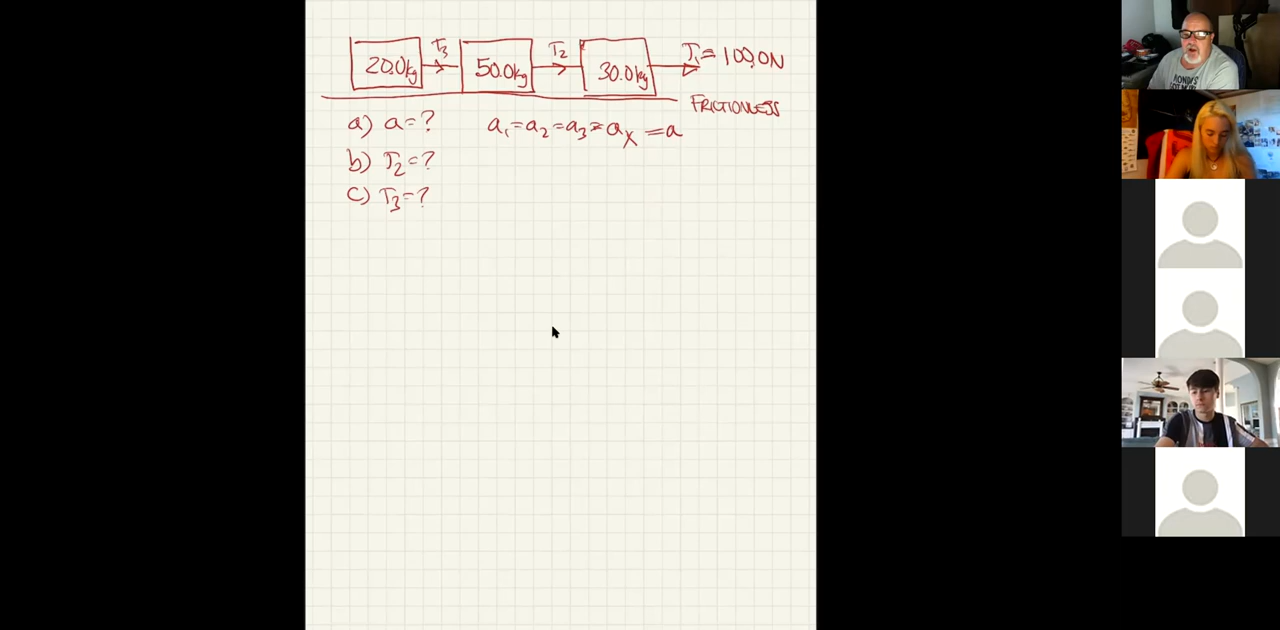 20.0kg T₃ 50.0kg T₂ 30.0kg T₁ = 100.0N
FRICTIONLESS
a) a = ? a₁ = a₂ = a₃ = aₓ = a
b) T₂ = ?
c) T₃ = ?